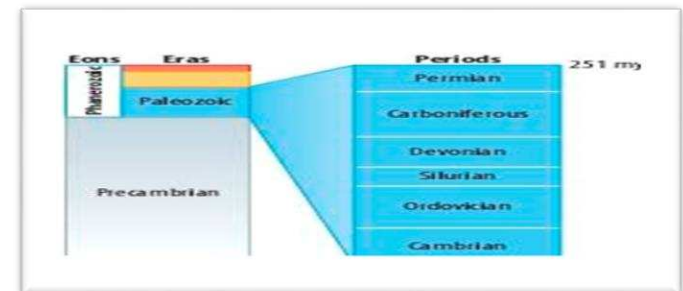 Eons Eras Periods
251 my
Permian
Phanerozoic
Paleozoic
Carboniferous
Devonian
Silurian
Precambrian
Ordovician
Cambrian